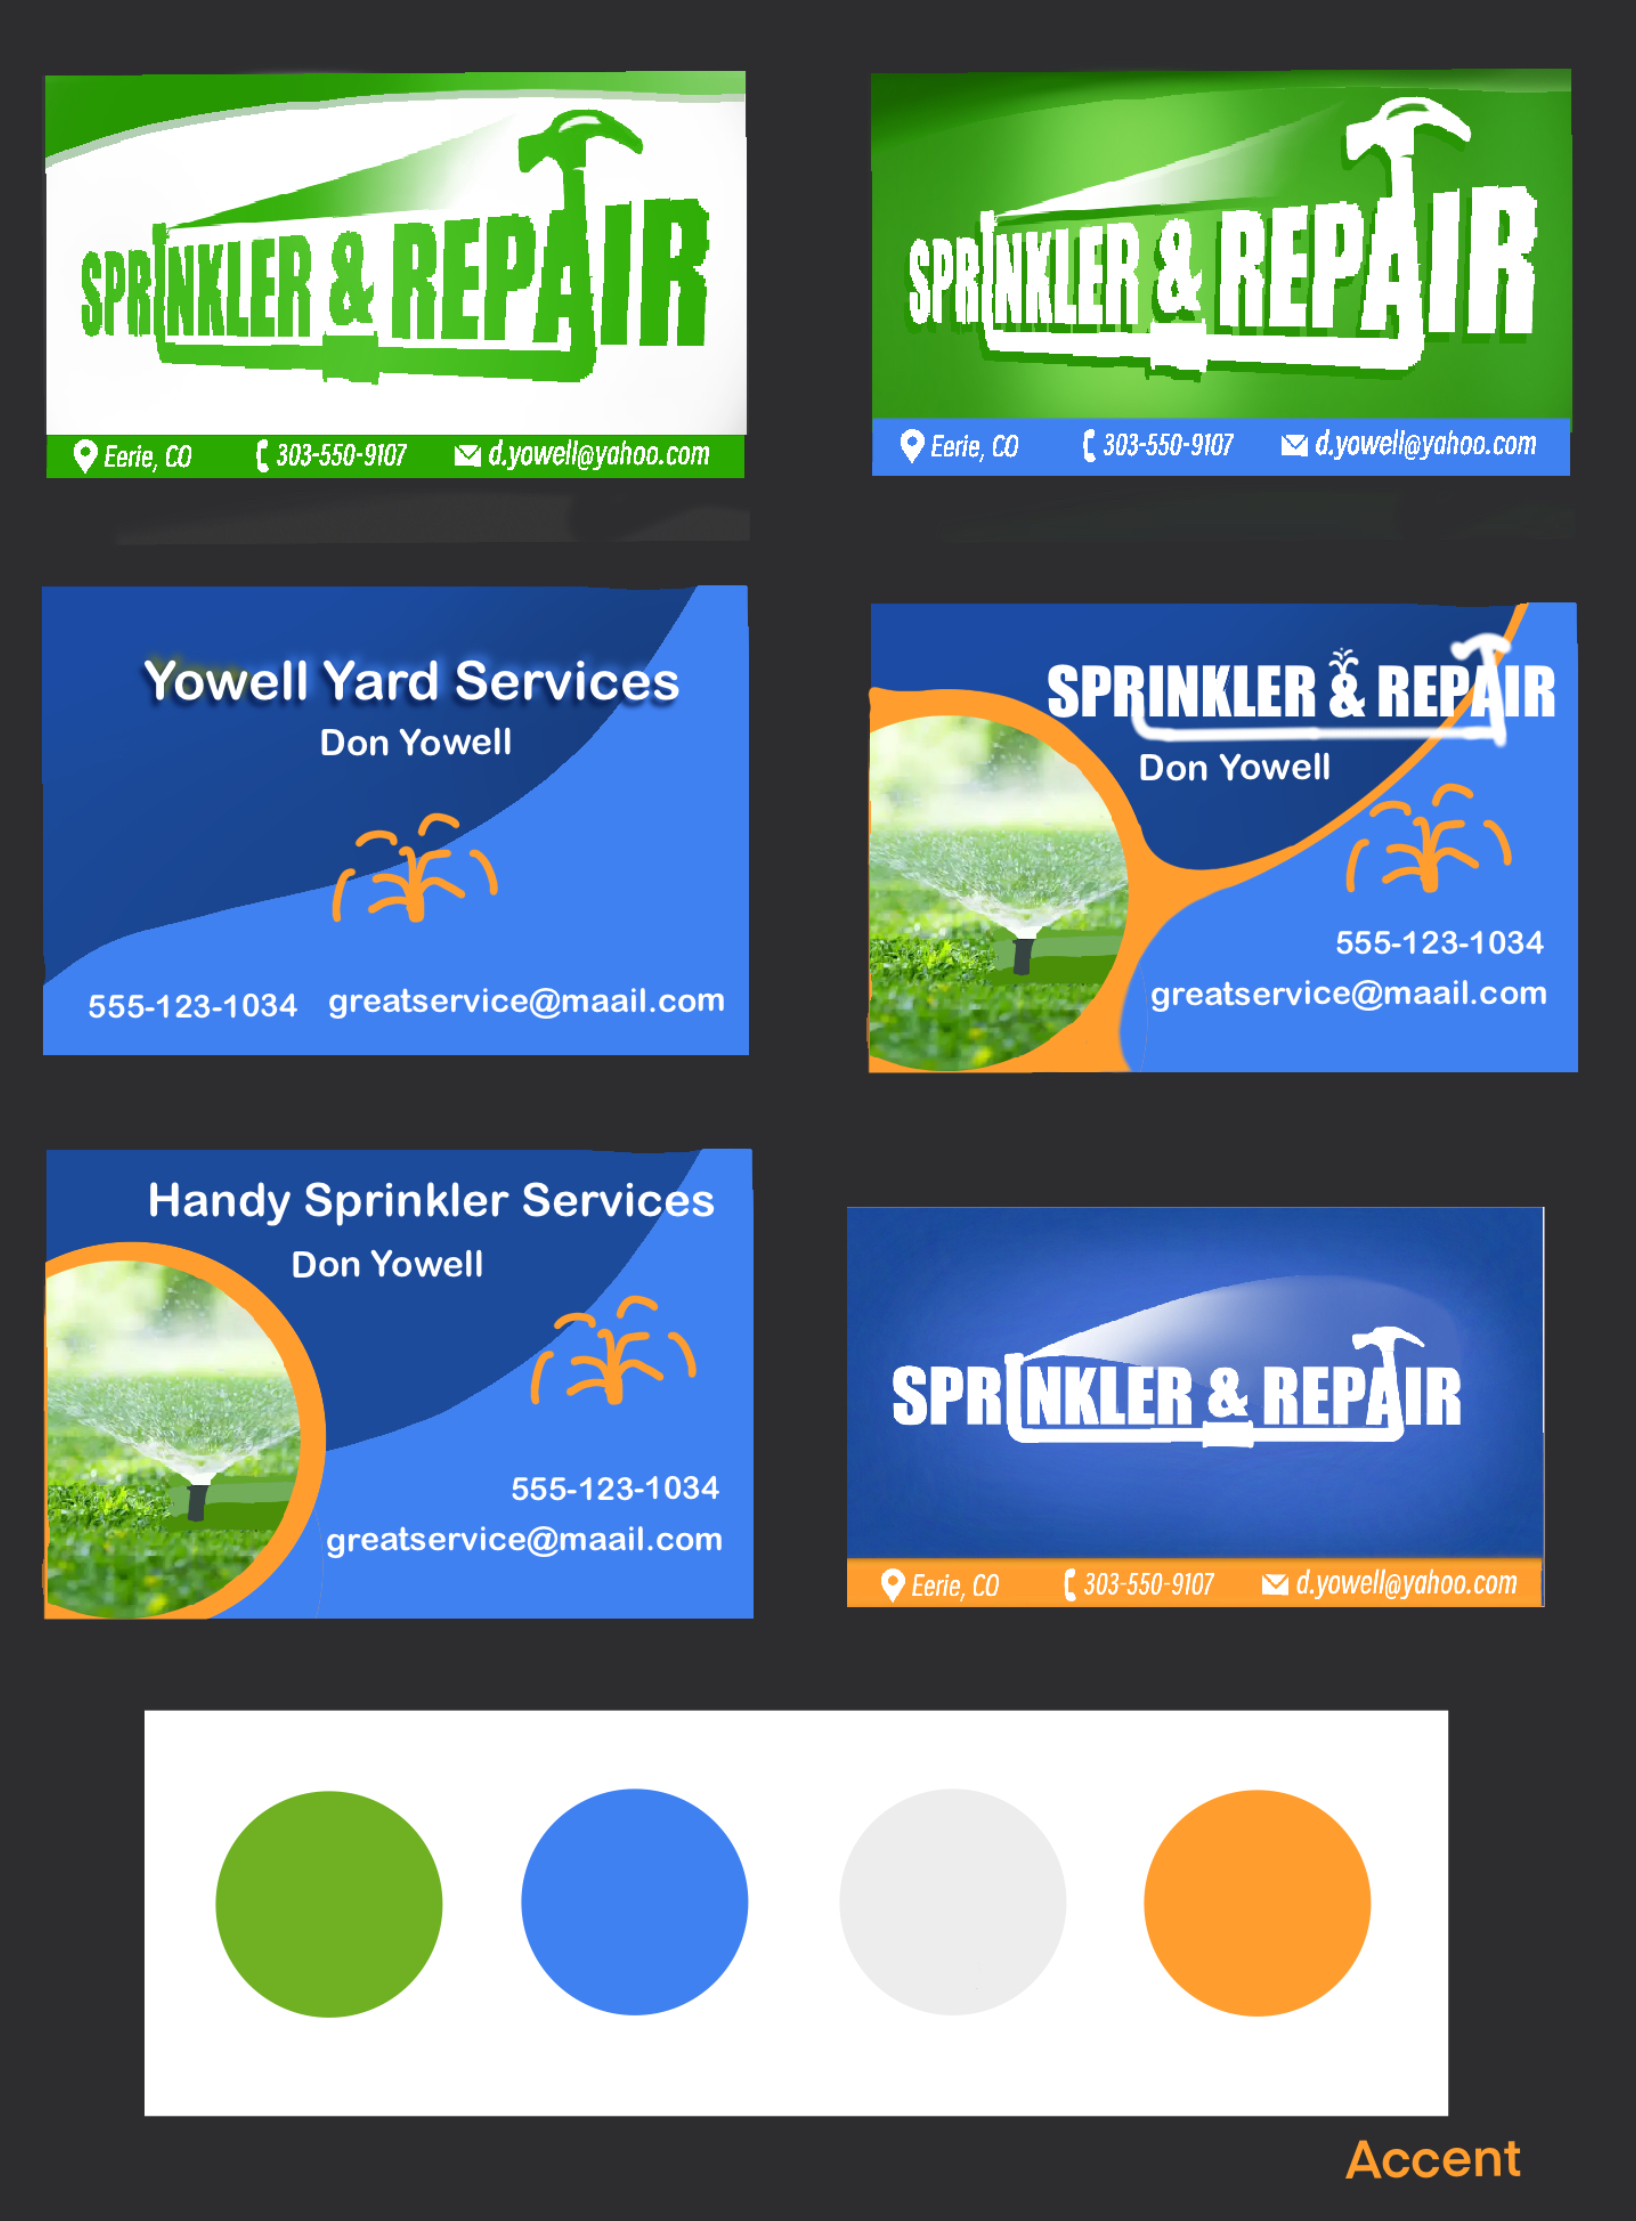 SPRINKLER & REPAIR
Eerie, CO 303-550-9107 d.yowell@yahoo.com
SPRINKLER & REPAIR
Eerie, CO 303-550-9107 d.yowell@yahoo.com
Yowell Yard Services
Don Yowell
555-123-1034 greatservice@maail.com
SPRINKLER & REPAIR
Don Yowell
555-123-1034
greatservice@maail.com
Handy Sprinkler Services
Don Yowell
555-123-1034
greatservice@maail.com
SPRINKLER & REPAIR
Eerie, CO 303-550-9107 d.yowell@yahoo.com
Accent